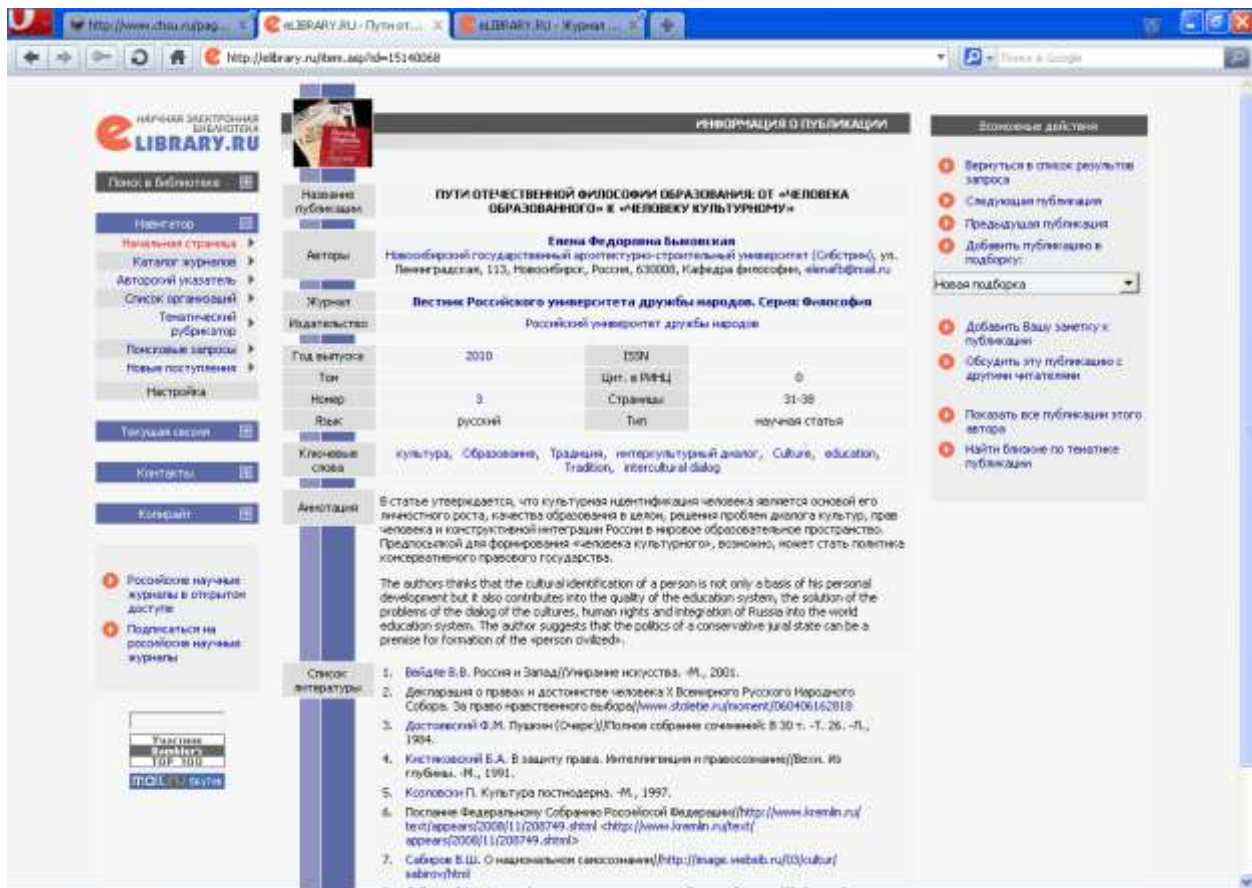 http://www.chsu.ru/pag...
eLIBRARY.RU - Пути от...
eLIBRARY.RU - Журнал ...
http://elibrary.ru/item.asp?id=15140068
Поиск в Google
НАУЧНАЯ ЭЛЕКТРОННАЯ
БИБЛИОТЕКА
eLIBRARY.RU
Поиск в библиотеке
Навигатор
Начальная страница
Каталог журналов
Авторский указатель
Список организаций
Тематический
рубрикатор
Поисковые запросы
Новые поступления
Настройка
Текущая сессия
Контакты
Копирайт
Российские научные
журналы в открытом
доступе
Подписаться на
российские научные
журналы
Участник
Rambler's
TOP 100
ИНФОРМАЦИЯ О ПУБЛИКАЦИИ
Название
публикации
ПУТИ ОТЕЧЕСТВЕННОЙ ФИЛОСОФИИ ОБРАЗОВАНИЯ: ОТ «ЧЕЛОВЕКА
ОБРАЗОВАННОГО» К «ЧЕЛОВЕКУ КУЛЬТУРНОМУ»
Авторы
Елена Федоровна Быковская
Новосибирский государственный архитектурно-строительный университет (Сибстрин), ул.
Ленинградская, 113, Новосибирск, Россия, 630008, Кафедра философии, elenafb@mail.ru
Журнал
Вестник Российского университета дружбы народов. Серия: Философия
Издательство
Российский университет дружбы народов
Год выпуска 2010 ISSN
Том Цит. в РИНЦ 0
Номер 3 Страницы 31-38
Язык русский Тип научная статья
Ключевые
слова
культура, Образование, Традиция, интеркультурный диалог, Culture, education,
Tradition, intercultural dialog
Аннотация
В статье утверждается, что культурная идентификация человека является основой его
личностного роста, качества образования в целом, решения проблем диалога культур, прав
человека и конструктивной интеграции России в мировое образовательное пространство.
Предпосылкой для формирования «человека культурного», возможно, может стать политика
консервативного правового государства.
The authors thinks that the cultural identification of a person is not only a basis of his personal
development but it also contributes into the quality of the education system, the solution of the
problems of the dialog of the cultures, human rights and integration of Russia into the world
education system. The author suggests that the politics of a conservative jural state can be a
premise for formation of the «person civilized».
Список
литературы
1. Вейдле В.В. Россия и Запад//Умирание искусства. -М., 2001.
2. Декларация о правах и достоинстве человека X Всемирного Русского Народного
Собора. За право нравственного выбора//www.stoletie.ru/moment/060406162818
3. Достоевский Ф.М. Пушкин (Очерк)//Полное собрание сочинений: В 30 т. -Т. 26. -Л.,
1984.
4. Кистяковский Б.А. В защиту права. Интеллигенция и правосознание//Вехи. Из
глубины. -М., 1991.
5. Козловски П. Культура постмодерна. -М., 1997.
6. Послание Федеральному Собранию Российской Федерации//http://www.kremlin.ru/
text/appears/2008/11/208749.shtml <http://www.kremlin.ru/text/
appears/2008/11/208749.shtml>
7. Сабиров В.Ш. О национальном самосознании//http://image.websib.ru/03/cultur/
sabirov/html
Возможные действия
Вернуться в список результатов
запроса
Следующая публикация
Предыдущая публикация
Добавить публикацию в
подборку:
Новая подборка
Добавить Вашу заметку к
публикации
Обсудить эту публикацию с
другими читателями
Показать все публикации этого
автора
Найти близкие по тематике
публикации